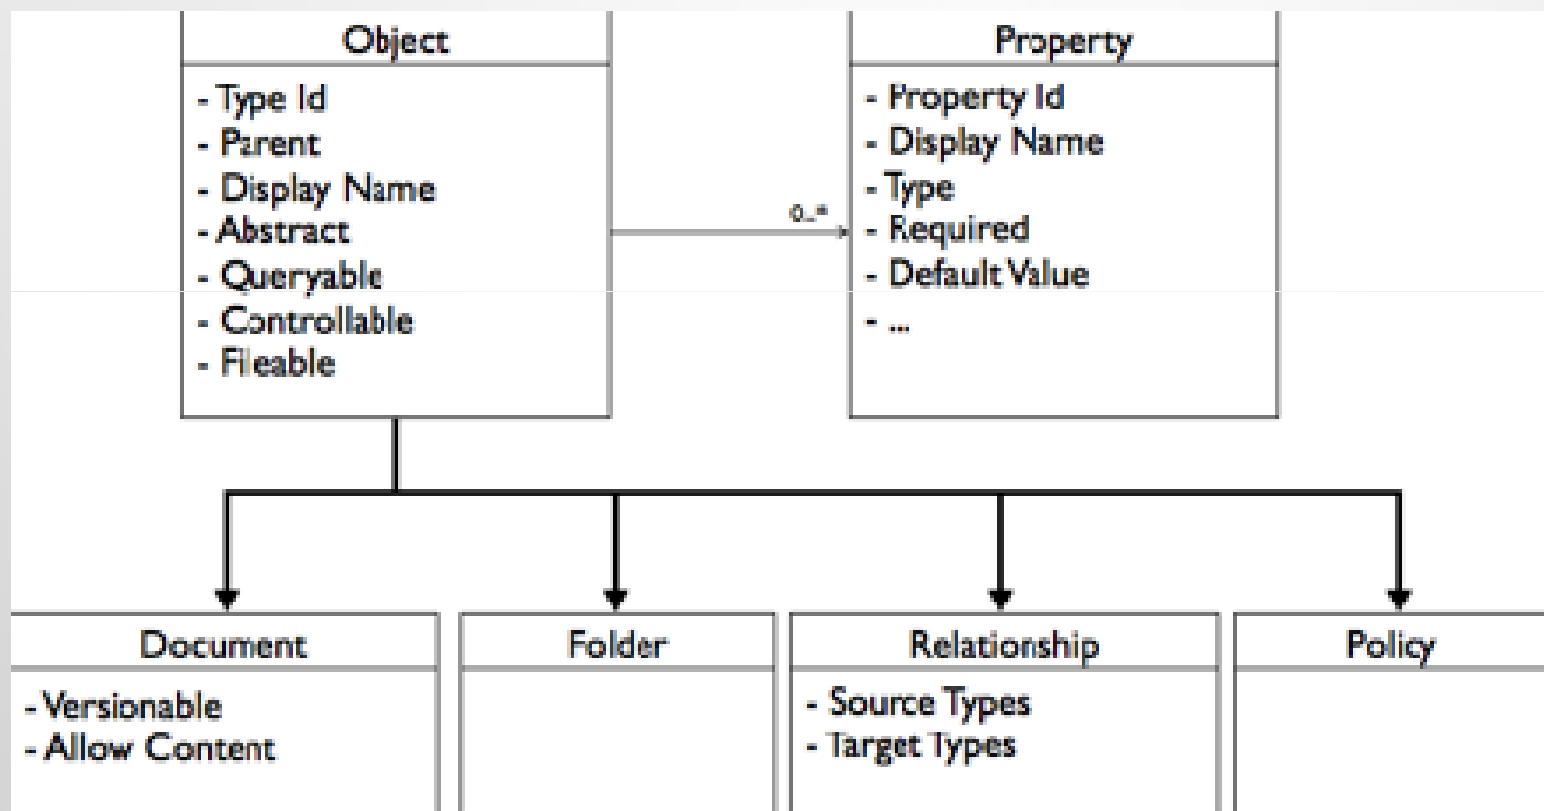 Object
- Type Id
- Parent
- Display Name
- Abstract
- Queryable
- Controllable
- Fileable
0..*
Property
- Property Id
- Display Name
- Type
- Required
- Default Value
- ...
Document
- Versionable
- Allow Content
Folder
Relationship
- Source Types
- Target Types
Policy